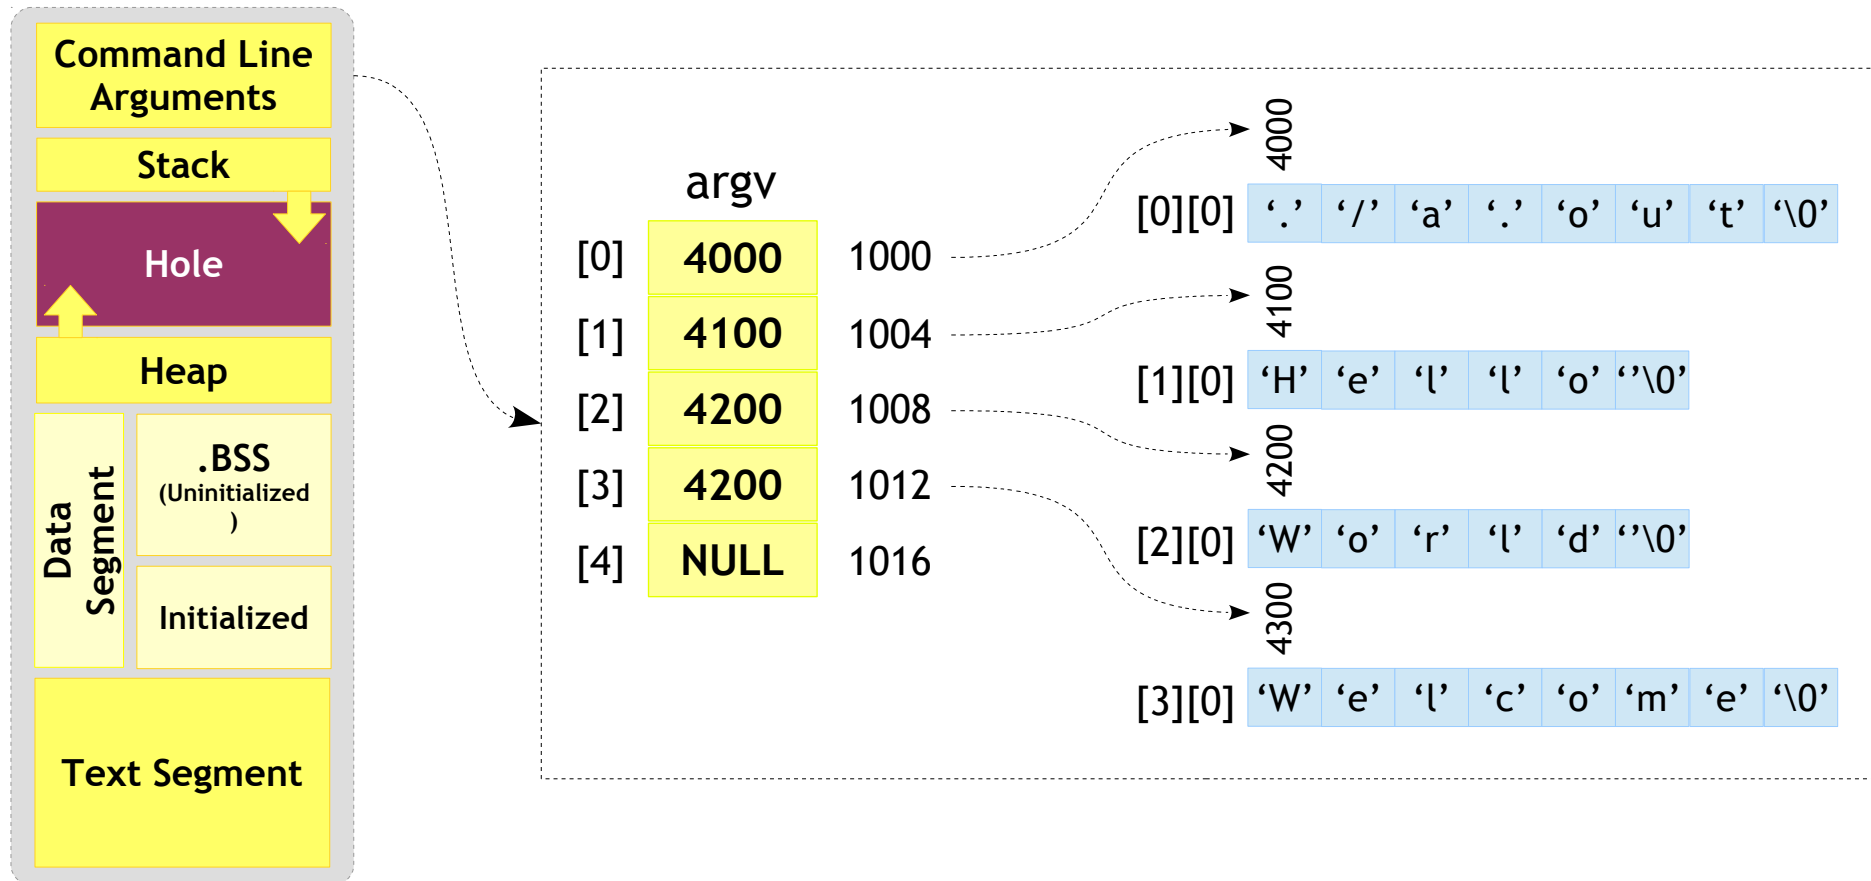 Command Line
Arguments
Stack
Hole
Heap
Data
Segment
.BSS
(Uninitialized
)
Initialized
Text Segment
argv
[0] 4000 1000
[1] 4100 1004
[2] 4200 1008
[3] 4200 1012
[4] NULL 1016
4000
[0][0] ‘.’ ‘/’ ‘a’ ‘.’ ‘o’ ‘u’ ‘t’ ‘\0’
4100
[1][0] ‘H’ ‘e’ ‘l’ ‘l’ ‘o’ ‘’\0’
4200
[2][0] ‘W’ ‘o’ ‘r’ ‘l’ ‘d’ ‘’\0’
4300
[3][0] ‘W’ ‘e’ ‘l’ ‘c’ ‘o’ ‘m’ ‘e’ ‘\0’